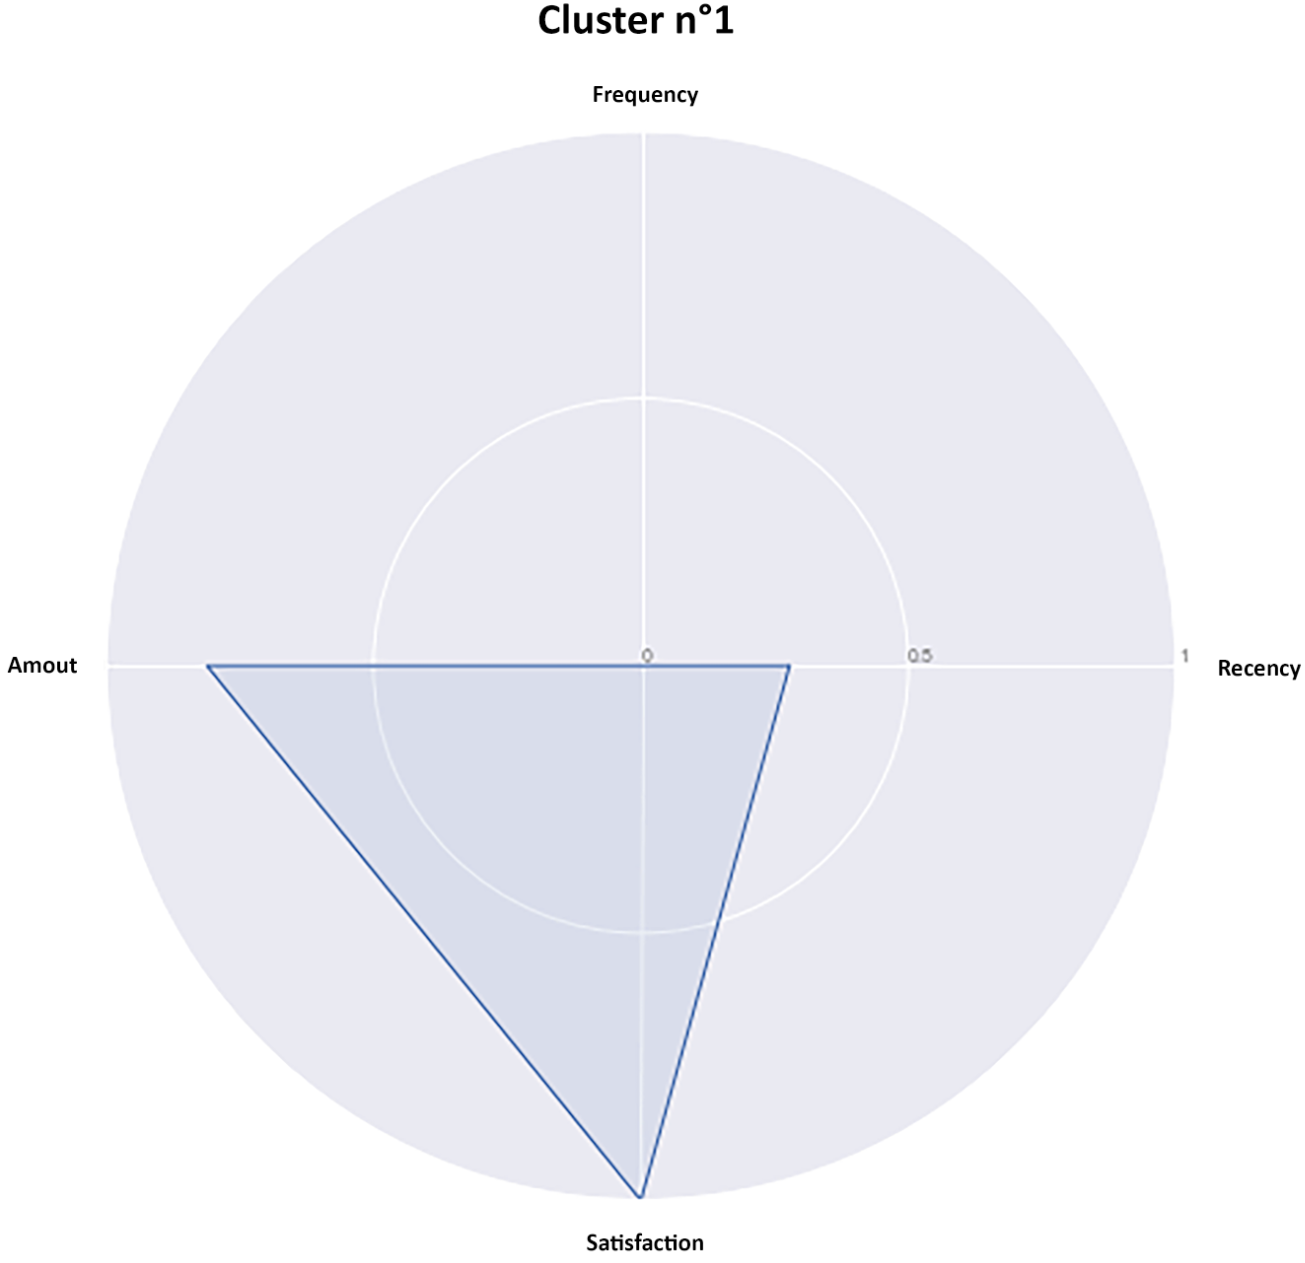 Cluster n°1
Frequency
0
0.5
1
Amout
Recency
Satisfaction